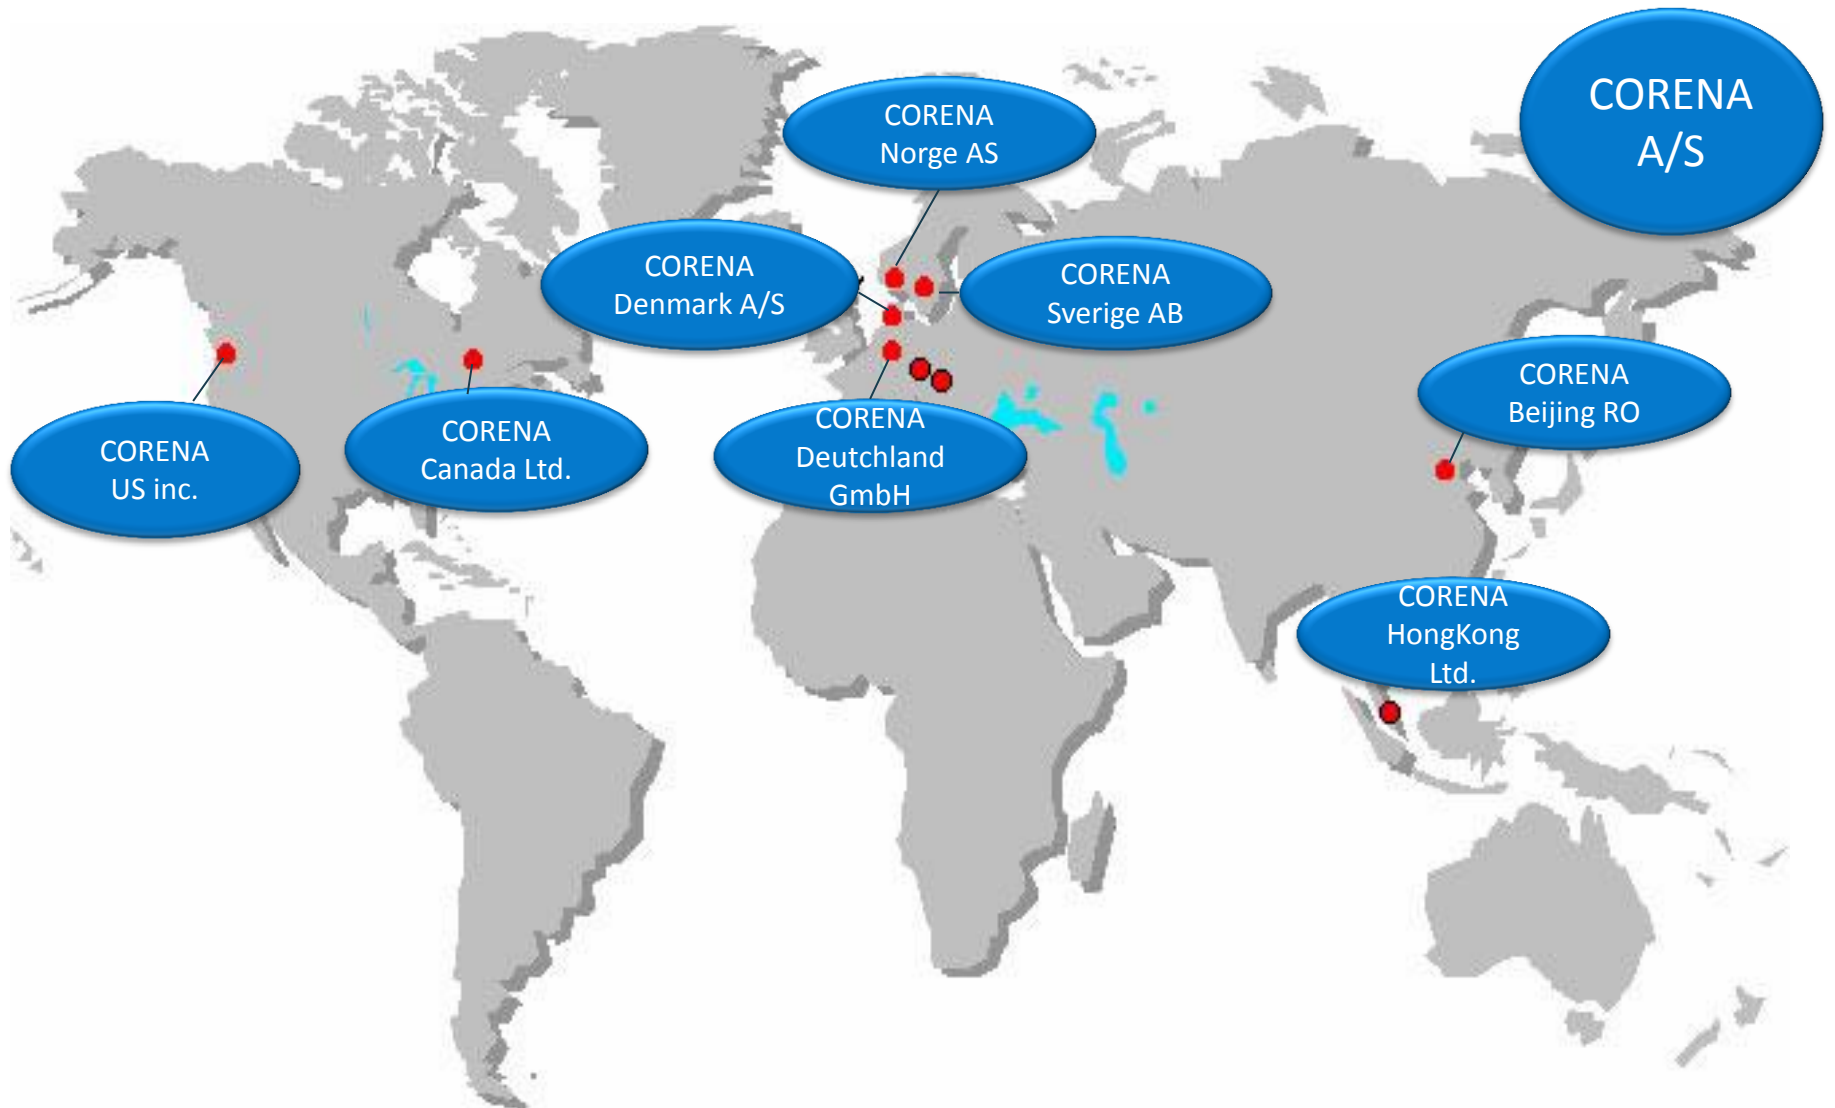 CORENA
A/S
CORENA
Norge AS
CORENA
Denmark A/S
CORENA
Sverige AB
CORENA
US inc.
CORENA
Canada Ltd.
CORENA
Deutchland
GmbH
CORENA
Beijing RO
CORENA
HongKong
Ltd.